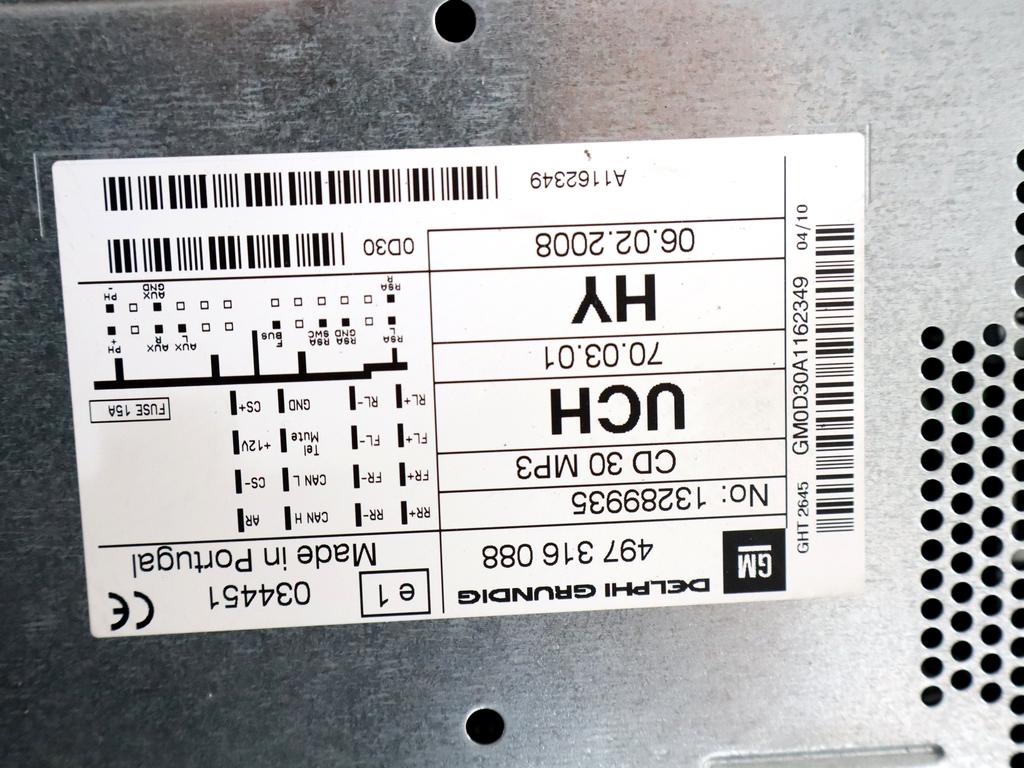 GM
DELPHI GRUNDIG
497 316 088
No: 13289935
CD 30 MP3
UCH
70.03.01
HY
06.02.2008
A1162349
e 1
034451
CE
Made in Portugal
RR+ RR- CAN H AR
FR+ FR- CAN L CS-
FL+ FL- Tel Mute +12V
RL+ RL- GND CS+
FUSE 15A
RSA L RSA GND RSA SWC F BUS AUX L AUX R PH +
RSA R AUX GND PH -
0D30
GHT 2645 GM0D30A1162349 04/10